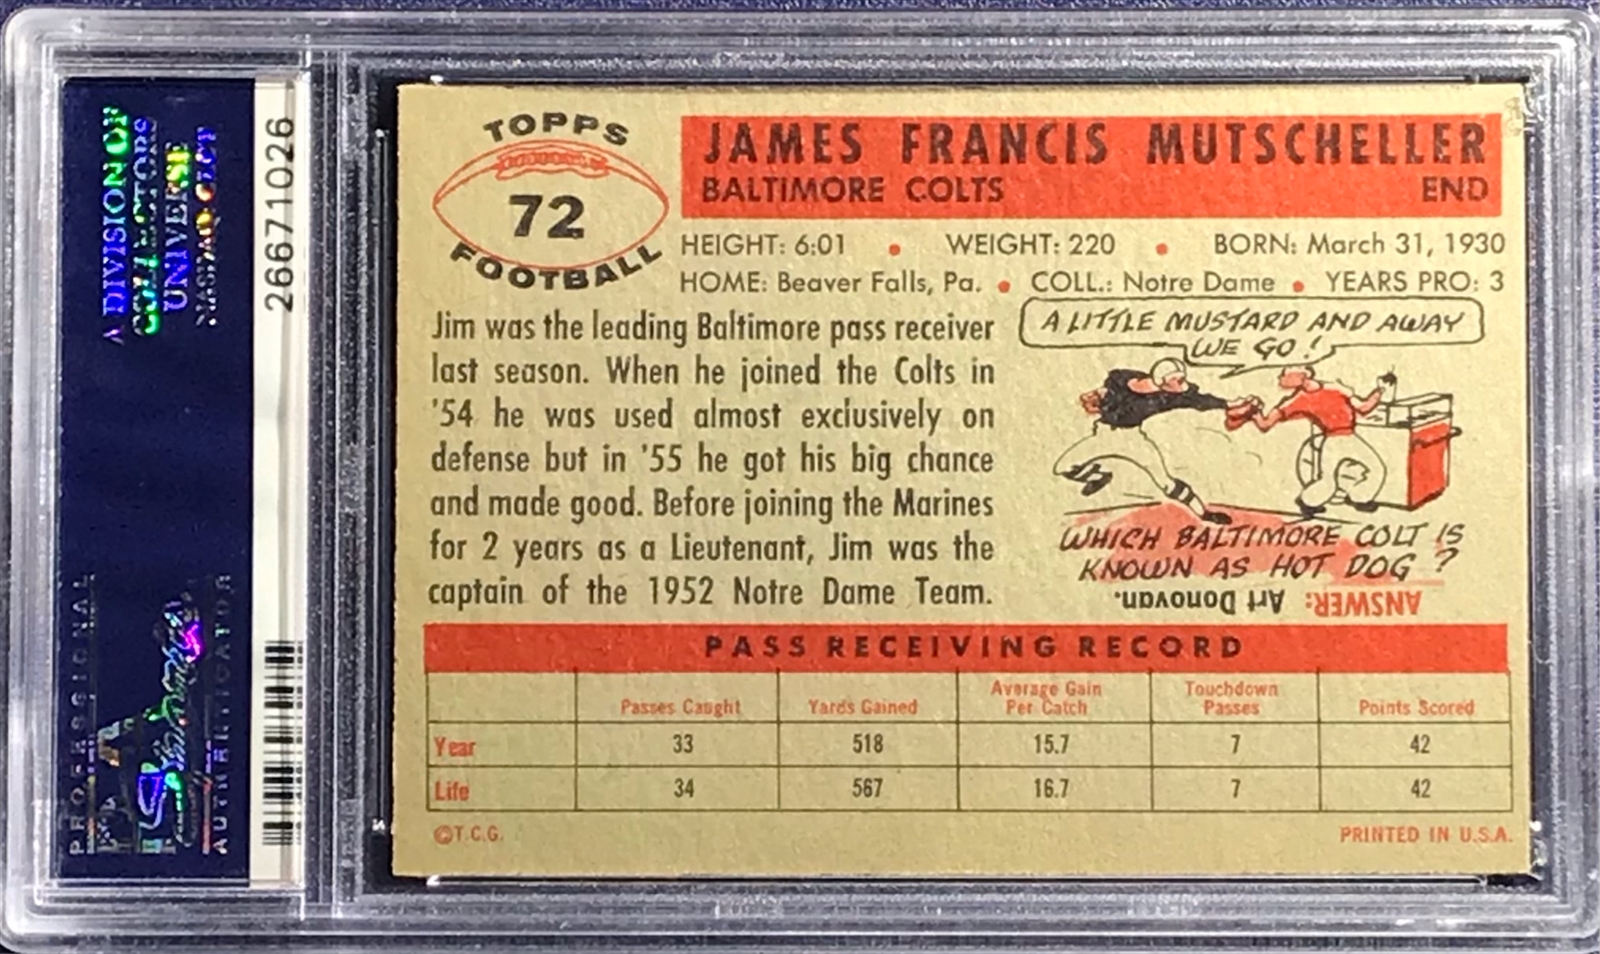 A DIVISION OF
COLLECTORS
UNIVERSE
NASDAQ: CLCT
PROFESSIONAL
AUTHENTICATOR
26671026
TOPPS
72
FOOTBALL
JAMES FRANCIS MUTSCHELLER
BALTIMORE COLTS END
HEIGHT: 6:01 • WEIGHT: 220 • BORN: March 31, 1930
HOME: Beaver Falls, Pa. • COLL.: Notre Dame • YEARS PRO: 3
Jim was the leading Baltimore pass receiver
last season. When he joined the Colts in
'54 he was used almost exclusively on
defense but in '55 he got his big chance
and made good. Before joining the Marines
for 2 years as a Lieutenant, Jim was the
captain of the 1952 Notre Dame Team.
A LITTLE MUSTARD AND AWAY
WE GO!
WHICH BALTIMORE COLT IS
KNOWN AS HOT DOG?
ANSWER: Art Donovan.
PASS RECEIVING RECORD
Passes Caught Yards Gained Average Gain Per Catch Touchdown Passes Points Scored
Year 33 518 15.7 7 42
Life 34 567 16.7 7 42
©T.C.G. PRINTED IN U.S.A.